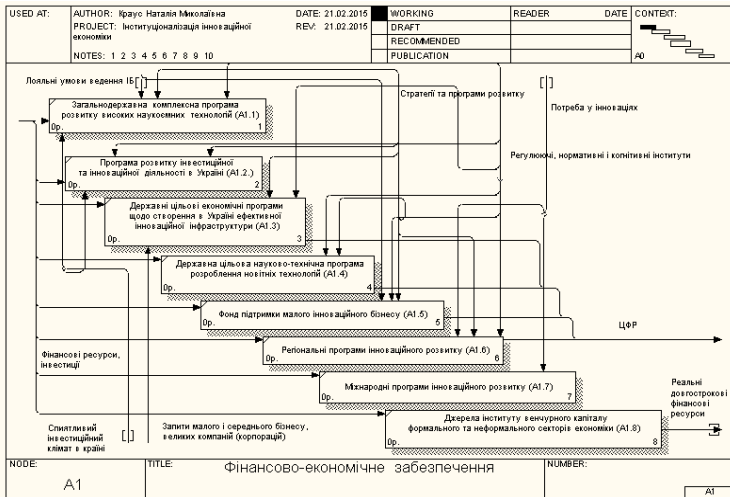 USED AT:
AUTHOR: Краус Наталія Миколаївна
DATE: 21.02.2015
PROJECT: Інституціоналізація інноваційної економіки
REV: 21.02.2015
NOTES: 1 2 3 4 5 6 7 8 9 10
WORKING
DRAFT
RECOMMENDED
PUBLICATION
READER
DATE
CONTEXT:
A0
Лояльні умови ведення ІБ
Стратегії та програми розвитку
Потреба у інноваціях
Регулюючі, нормативні і когнітивні інститути
Загальнодержавна комплексна програма
розвитку високих наукоємних технологій (А1.1)
0р.
1
Програма розвитку інвестиційної
та інноваційної діяльності в Україні (А1.2.)
0р.
2
Державні цільові економічні програми
щодо створення в Україні ефективної
інноваційної інфраструктури (А1.3)
0р.
3
Державна цільова науково-технічна програма
розроблення новітніх технологій (А1.4)
0р.
4
Фонд підтримки малого інноваційного бізнесу (А1.5)
0р.
5
Регіональні програми інноваційного розвитку (А1.6)
0р.
6
Міжнародні програми інноваційного розвитку (А1.7)
0р.
7
Джерела інституту венчурного капіталу
формального та неформального секторів економіки (А1.8)
0р.
8
ЦФР
Фінансові ресурси,
інвестиції
Реальні
довгострокові
фінансові
ресурси
Сприятливий
інвестиційний
клімат в країні
Запити малого і середнього бізнесу,
великих компаній (корпорацій)
NODE:
A1
TITLE:
Фінансово-економічне забезпечення
NUMBER:
A1